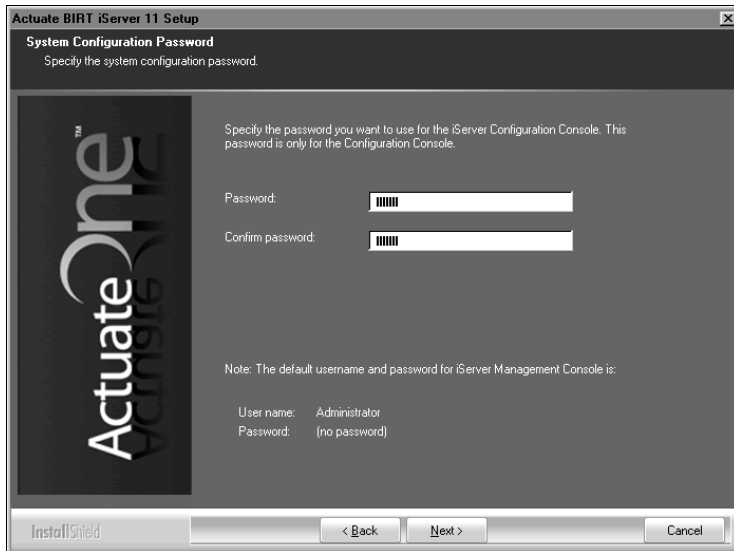 Actuate BIRT iServer 11 Setup
System Configuration Password
Specify the system configuration password.
Specify the password you want to use for the iServer Configuration Console. This
password is only for the Configuration Console.
Password:
Confirm password:
Note: The default username and password for iServer Management Console is:
User name: Administrator
Password: (no password)
ActuateOne™
InstallShield
< Back Next > Cancel